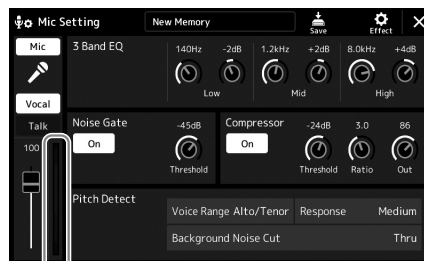 Mic Setting New Memory Save Effect
Mic 3 Band EQ 140Hz -2dB 1.2kHz +2dB 8.0kHz +4dB
Low Mid High
Vocal
Talk Noise Gate -45dB Compressor -24dB 3.0 86
100 On On
Threshold Threshold Ratio Out
Pitch Detect
Voice Range Alto/Tenor Response Medium
Background Noise Cut Thru